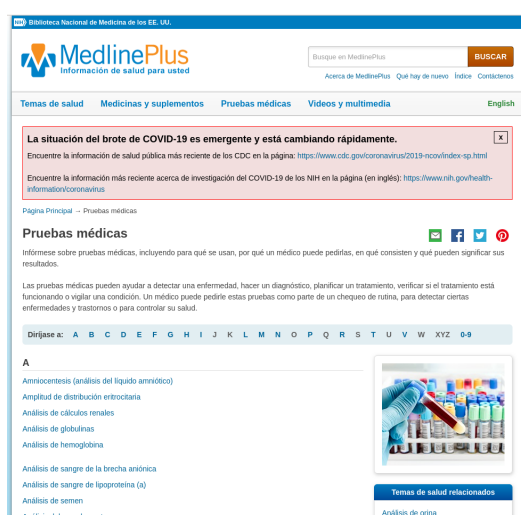 NIH Biblioteca Nacional de Medicina de los EE. UU.
MedlinePlus
Información de salud para usted
Busque en MedlinePlus
BUSCAR
Acerca de MedlinePlus Qué hay de nuevo Índice Contáctenos
Temas de salud Medicinas y suplementos Pruebas médicas Videos y multimedia English
La situación del brote de COVID-19 es emergente y está cambiando rápidamente. X
Encuentre la información de salud pública más reciente de los CDC en la página: https://www.cdc.gov/coronavirus/2019-ncov/index-sp.html
Encuentre la información más reciente acerca de investigación del COVID-19 de los NIH en la página (en inglés): https://www.nih.gov/health-
information/coronavirus
Página Principal → Pruebas médicas
Pruebas médicas
Infórmese sobre pruebas médicas, incluyendo para qué se usan, por qué un médico puede pedirlas, en qué consisten y qué pueden significar sus
resultados.
Las pruebas médicas pueden ayudar a detectar una enfermedad, hacer un diagnóstico, planificar un tratamiento, verificar si el tratamiento está
funcionando o vigilar una condición. Un médico puede pedirle estas pruebas como parte de un chequeo de rutina, para detectar ciertas
enfermedades y trastornos o para controlar su salud.
Diríjase a: A B C D E F G H I J K L M N O P Q R S T U V W XYZ 0-9
A
Amniocentesis (análisis del líquido amniótico)
Amplitud de distribución eritrocitaria
Análisis de cálculos renales
Análisis de globulinas
Análisis de hemoglobina
Análisis de sangre de la brecha aniónica
Análisis de sangre de lipoproteína (a)
Análisis de semen
Temas de salud relacionados
Análisis de orina